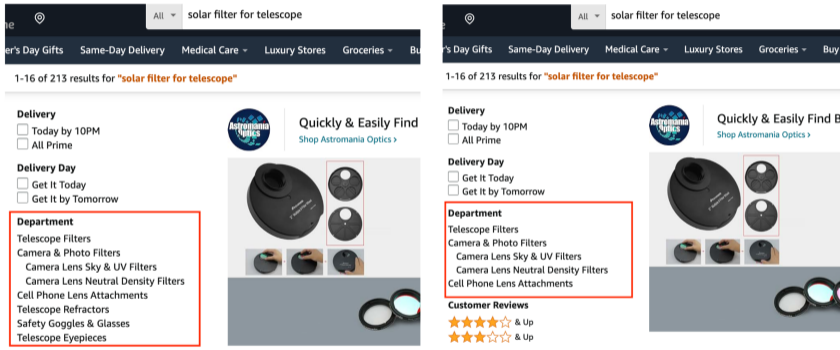 All
solar filter for telescope
ne
er's Day Gifts Same-Day Delivery Medical Care Luxury Stores Groceries Bu
1-16 of 213 results for "solar filter for telescope"
Delivery
Today by 10PM
All Prime
Delivery Day
Get It Today
Get It by Tomorrow
Department
Telescope Filters
Camera & Photo Filters
Camera Lens Sky & UV Filters
Camera Lens Neutral Density Filters
Cell Phone Lens Attachments
Telescope Refractors
Safety Goggles & Glasses
Telescope Eyepieces
Astromania
Optics
Quickly & Easily Find
Shop Astromania Optics ›
All
solar filter for telescope
e
's Day Gifts Same-Day Delivery Medical Care Luxury Stores Groceries Buy
1-16 of 213 results for "solar filter for telescope"
Delivery
Today by 10PM
All Prime
Delivery Day
Get It Today
Get It by Tomorrow
Department
Telescope Filters
Camera & Photo Filters
Camera Lens Sky & UV Filters
Camera Lens Neutral Density Filters
Cell Phone Lens Attachments
Customer Reviews
& Up
& Up
Astromania
Optics
Quickly & Easily Find B
Shop Astromania Optics ›